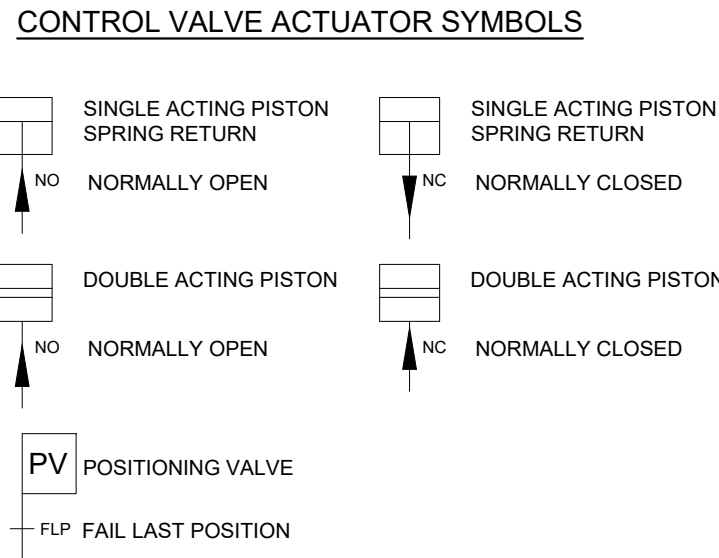 CONTROL VALVE ACTUATOR SYMBOLS
SINGLE ACTING PISTON
SPRING RETURN
NO NORMALLY OPEN
SINGLE ACTING PISTON
SPRING RETURN
NC NORMALLY CLOSED
DOUBLE ACTING PISTON
NO NORMALLY OPEN
DOUBLE ACTING PISTON
NC NORMALLY CLOSED
PV POSITIONING VALVE
FLP FAIL LAST POSITION